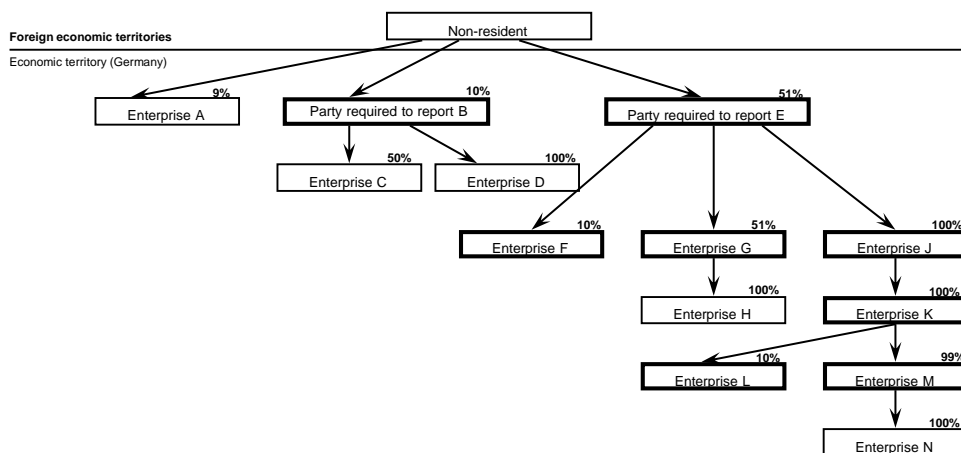 Non-resident
Foreign economic territories
Economic territory (Germany)
9%
Enterprise A
10%
Party required to report B
51%
Party required to report E
50%
Enterprise C
100%
Enterprise D
10%
Enterprise F
51%
Enterprise G
100%
Enterprise J
100%
Enterprise H
100%
Enterprise K
10%
Enterprise L
99%
Enterprise M
100%
Enterprise N